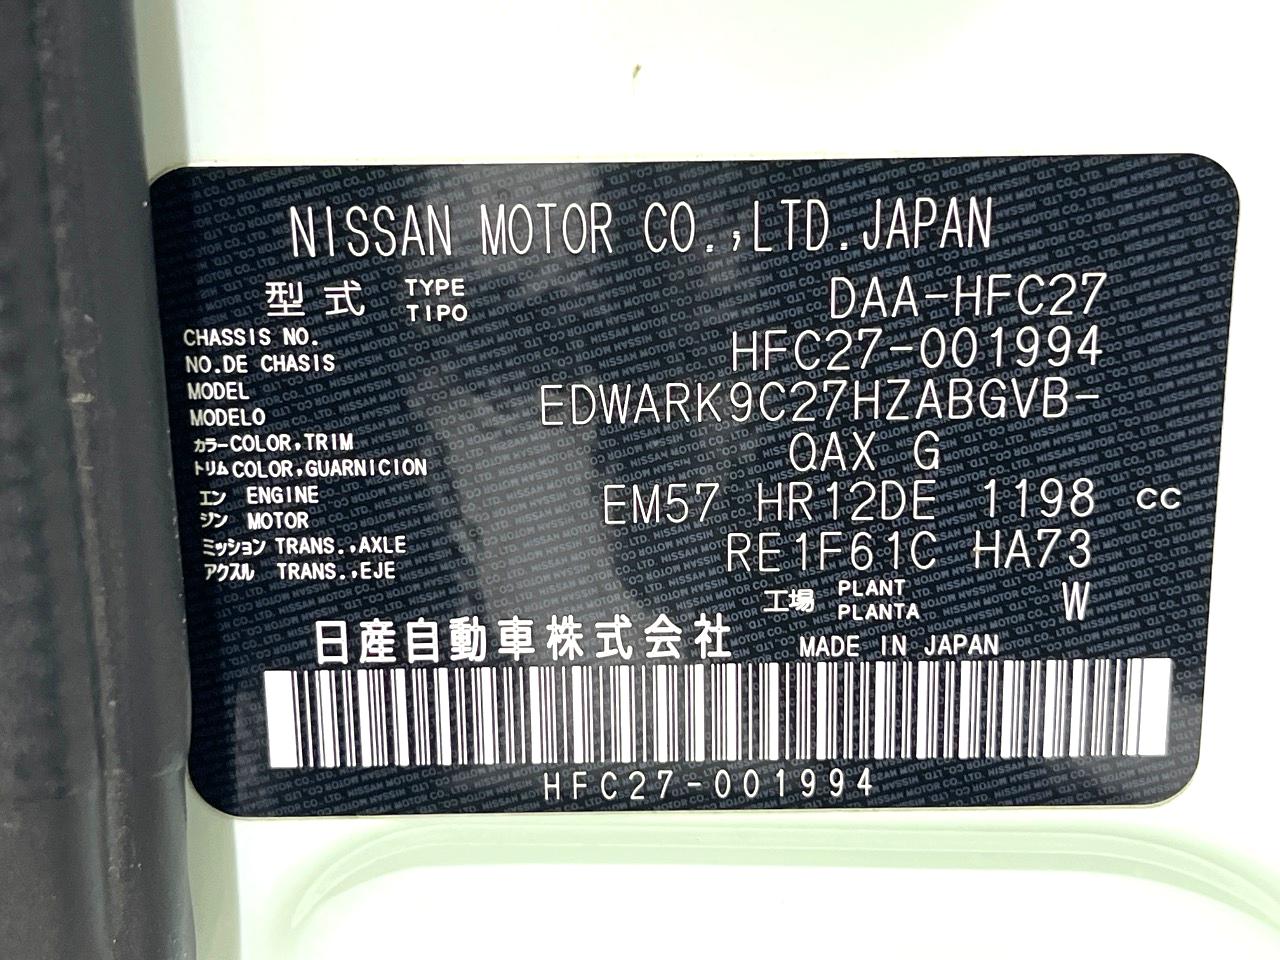 NISSAN MOTOR CO.,LTD.JAPAN
型式 TYPE TIPO DAA-HFC27
CHASSIS NO.
NO.DE CHASIS HFC27-001994
MODEL
MODELO EDWARK9C27HZABGVB-
カラー COLOR,TRIM
トリム COLOR,GUARNICION QAX G
エン ENGINE
ジン MOTOR EM57 HR12DE 1198 CC
ミッション TRANS.,AXLE
アクスル TRANS.,EJE RE1F61C HA73
工場 PLANT PLANTA W
日産自動車株式会社 MADE IN JAPAN
HFC27-001994